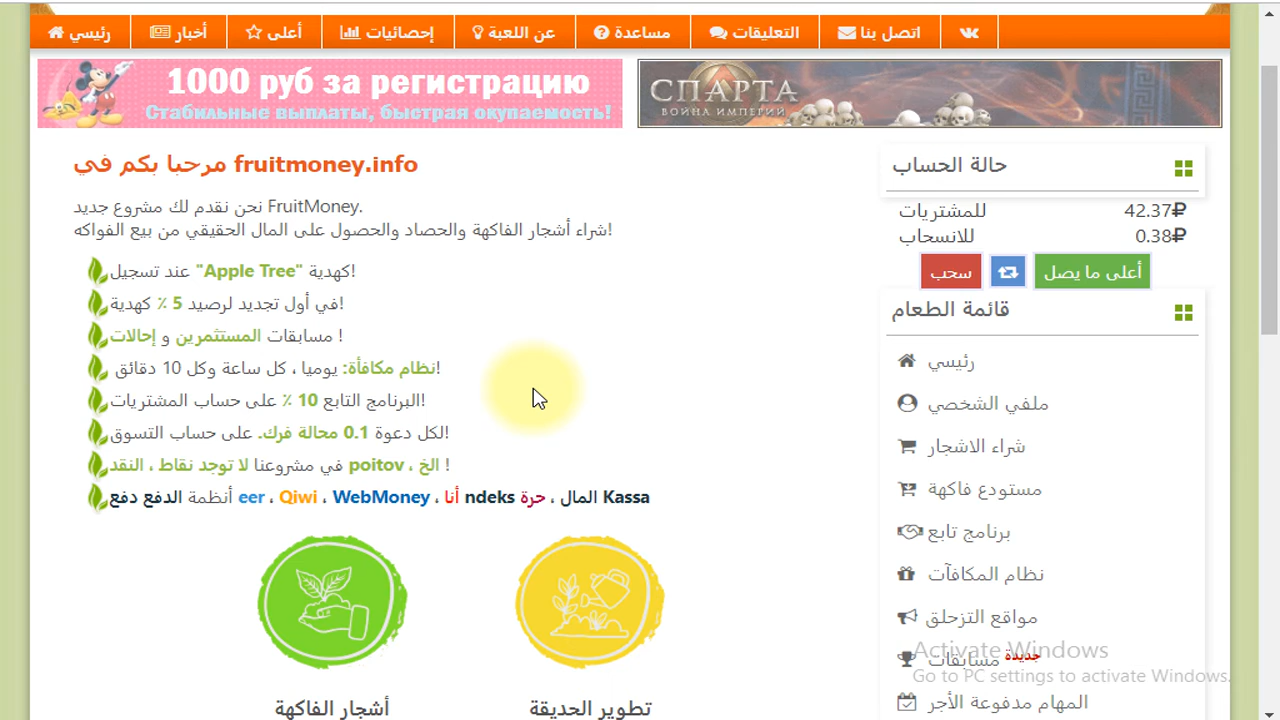 رئيسي
أخبار
أعلى
إحصائيات
عن اللعبة
مساعدة
التعليقات
اتصل بنا
1000 руб за регистрацию
Стабильные выплаты, быстрая окупаемость!
СПАРТА
ВОЙНА ИМПЕРИЙ
مرحبا بكم في fruitmoney.info
نحن نقدم لك مشروع جديد FruitMoney.
شراء أشجار الفاكهة والحصاد والحصول على المال الحقيقي من بيع الفواكه!
عند تسجيل "Apple Tree" كهدية!
كهدية ٪ 5 في أول تجديد لرصيد!
مسابقات المستثمرين و إحالات !
نظام مكافأة: يوميا ، كل ساعة وكل 10 دقائق!
البرنامج التابع 10 ٪ على حساب المشتريات!
لكل دعوة 0.1 محالة فرك. على حساب التسوق!
في مشروعنا لا توجد نقاط ، النقد poitov ، الخ !
أنظمة الدفع دفع eer ، Qiwi ، WebMoney ، أنا ndeks المال ، حرة Kassa
أشجار الفاكهة
تطوير الحديقة
حالة الحساب
للمشتريات 42.37₽
للانسحاب 0.38₽
أعلى ما يصل
سحب
قائمة الطعام
رئيسي
ملفي الشخصي
شراء الاشجار
مستودع فاكهة
برنامج تابع
نظام المكافآت
مواقع التزحلق
مسابقات جديدة
المهام مدفوعة الأجر
Activate Windows
Go to PC settings to activate Windows.